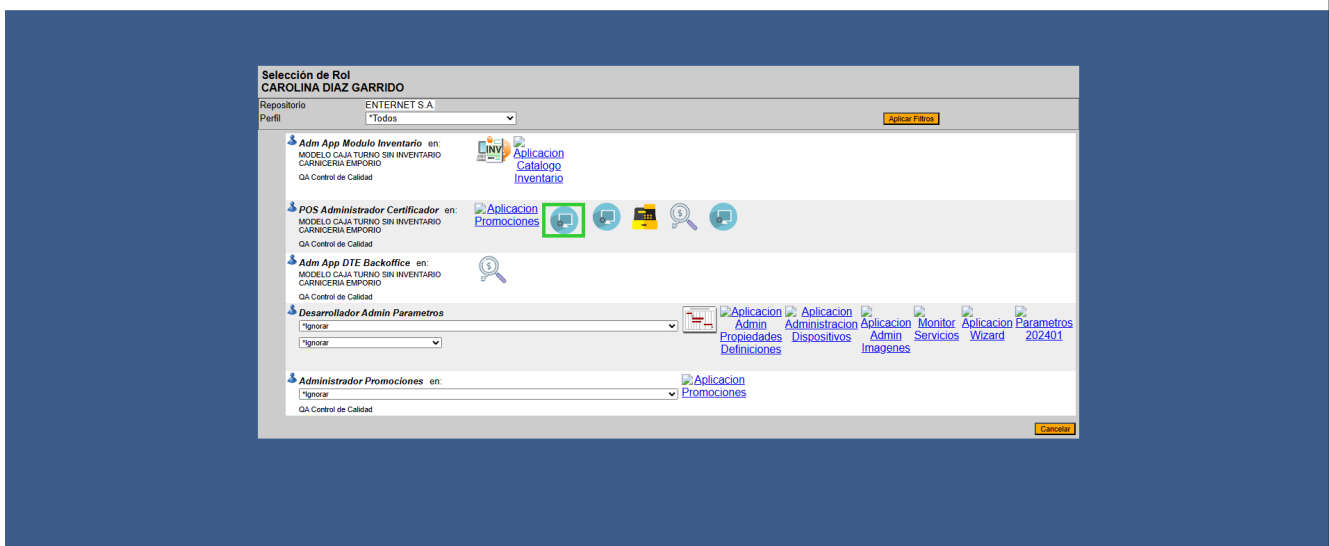 Selección de Rol
CAROLINA DIAZ GARRIDO
Repositorio ENTERNET S.A.
Perfil *Todos Aplicar Filtros
Adm App Modulo Inventario en:
MODELO CAJA TURNO SIN INVENTARIO
CARNICERIA EMPORIO
QA Control de Calidad
INV
Aplicacion
Catalogo
Inventario
POS Administrador Certificador en:
MODELO CAJA TURNO SIN INVENTARIO
CARNICERIA EMPORIO
QA Control de Calidad
Aplicacion
Promociones
Adm App DTE Backoffice en:
MODELO CAJA TURNO SIN INVENTARIO
CARNICERIA EMPORIO
QA Control de Calidad
Desarrollador Admin Parametros
*Ignorar
*Ignorar
Aplicacion
Admin
Propiedades
Definiciones
Aplicacion
Administracion
Dispositivos
Aplicacion
Admin
Imagenes
Monitor
Servicios
Aplicacion
Wizard
Parametros
202401
Administrador Promociones en:
*Ignorar
QA Control de Calidad
Aplicacion
Promociones
Cancelar